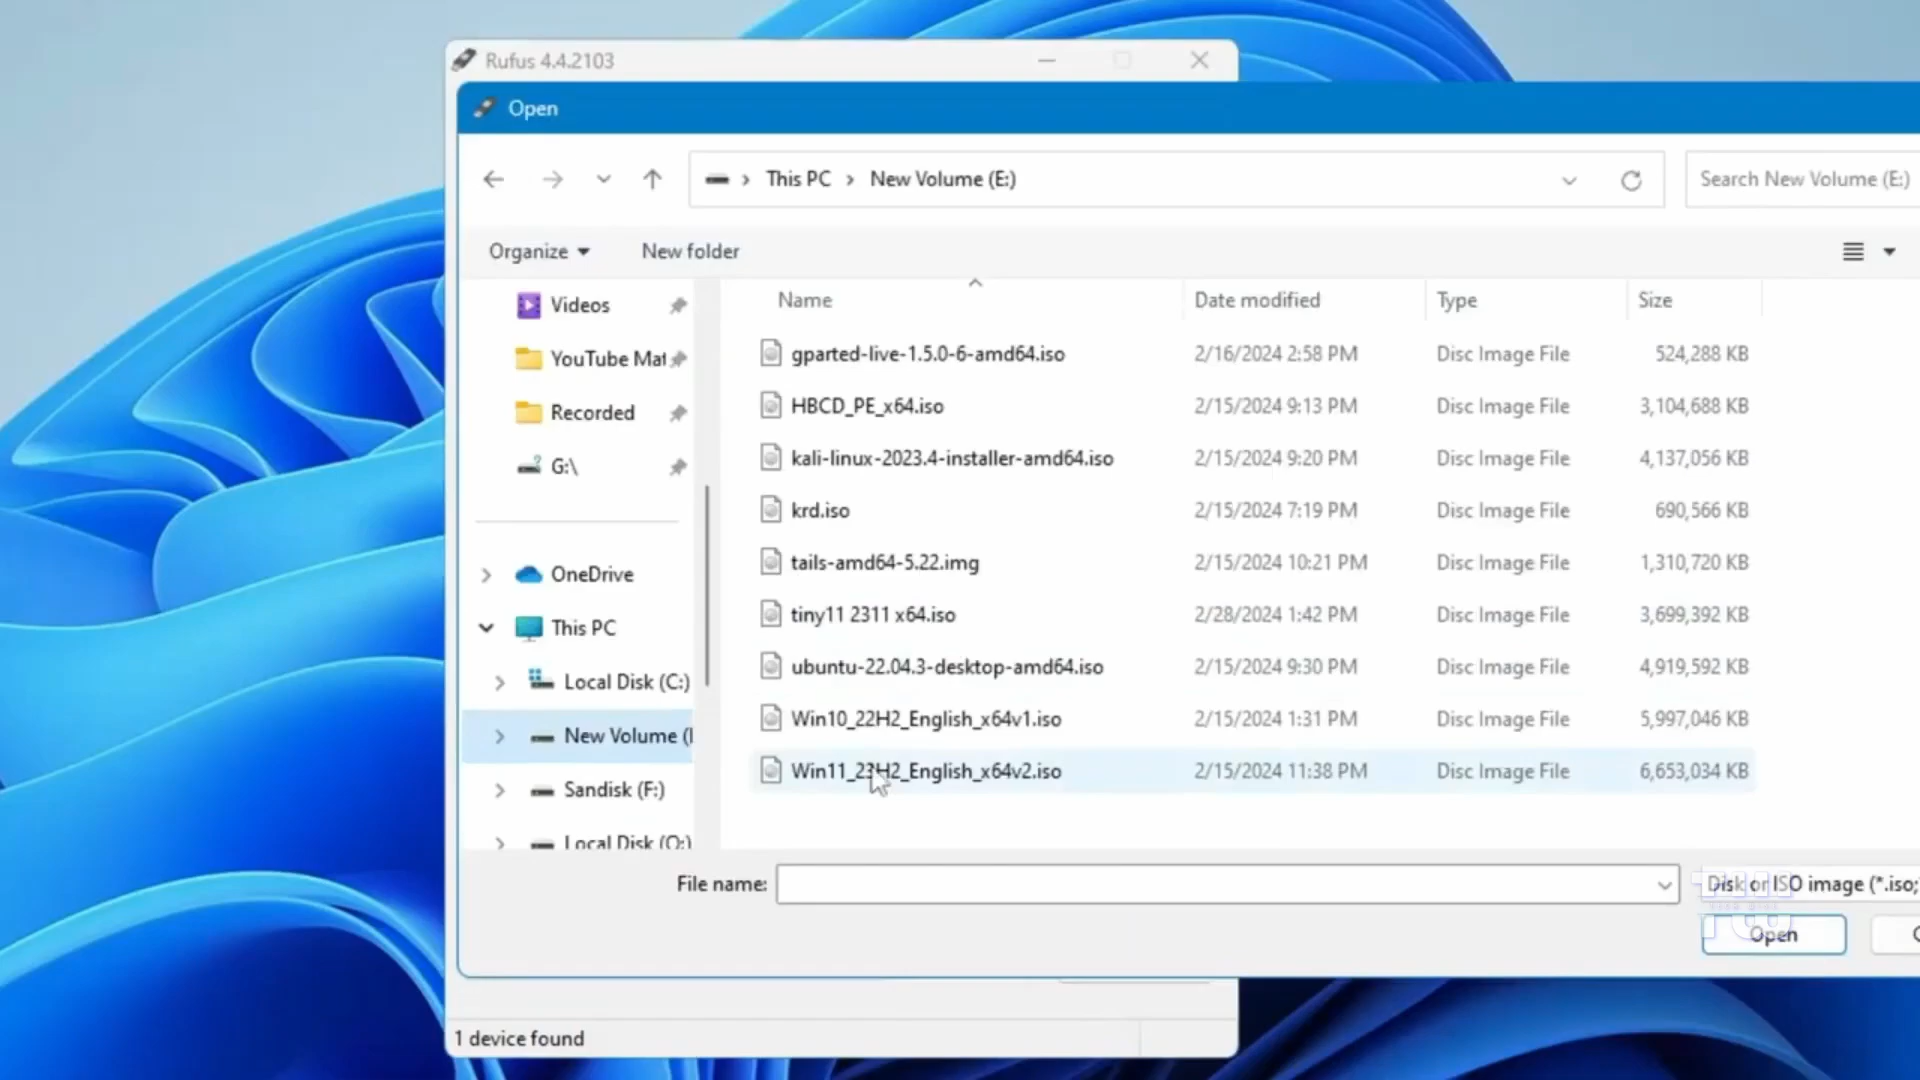 Rufus 4.4.2103
Open
This PC
New Volume (E:)
Search New Volume (E:)
Organize
New folder
Name
Date modified
Type
Size
Videos
YouTube Mat
Recorded
G:\
OneDrive
This PC
Local Disk (C:)
New Volume (
Sandisk (F:)
Local Disk (O:)
gparted-live-1.5.0-6-amd64.iso 2/16/2024 2:58 PM Disc Image File 524,288 KB
HBCD_PE_x64.iso 2/15/2024 9:13 PM Disc Image File 3,104,688 KB
kali-linux-2023.4-installer-amd64.iso 2/15/2024 9:20 PM Disc Image File 4,137,056 KB
krd.iso 2/15/2024 7:19 PM Disc Image File 690,566 KB
tails-amd64-5.22.img 2/15/2024 10:21 PM Disc Image File 1,310,720 KB
tiny11 2311 x64.iso 2/28/2024 1:42 PM Disc Image File 3,699,392 KB
ubuntu-22.04.3-desktop-amd64.iso 2/15/2024 9:30 PM Disc Image File 4,919,592 KB
Win10_22H2_English_x64v1.iso 2/15/2024 1:31 PM Disc Image File 5,997,046 KB
Win11_23H2_English_x64v2.iso 2/15/2024 11:38 PM Disc Image File 6,653,034 KB
File name:
Disk or ISO image (*.iso;
Open
1 device found